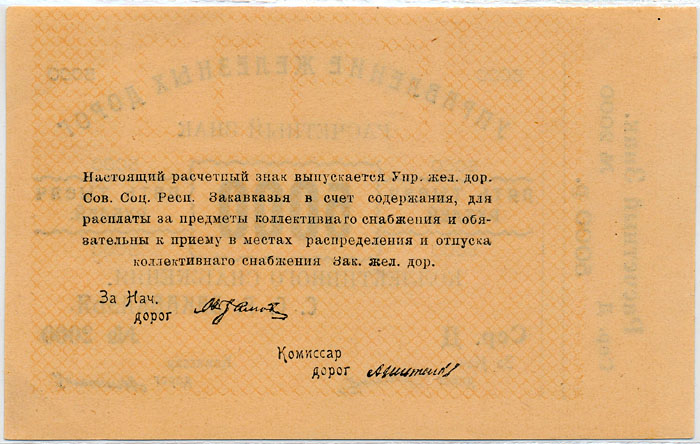 Настоящий расчетный знак выпускается Упр. жел. дор.
Сов. Соц. Респ. Закавказья в счет содержания, для
расплаты за предметы коллективнаго снабжения и обя-
зательны к приему в местах распределения и отпуска
коллективнаго снабжения Зак. жел. дор.
За Нач.
дорог
Комиссар
дорог